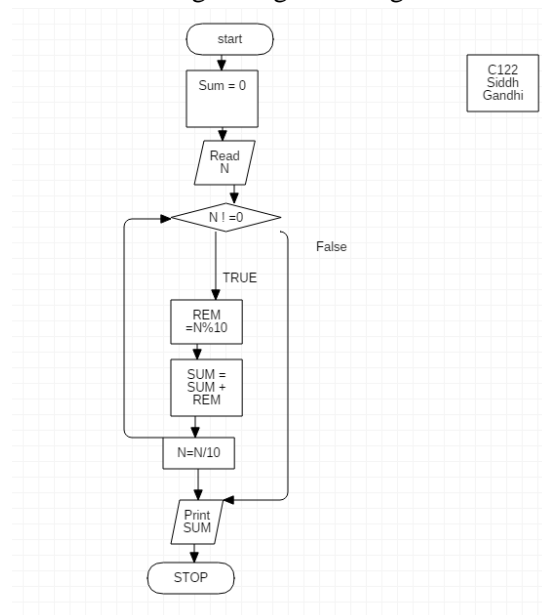 start
Sum = 0
C122
Siddh
Gandhi
Read
N
N ! =0
False
TRUE
REM
=N%10
SUM =
SUM +
REM
N=N/10
Print
SUM
STOP